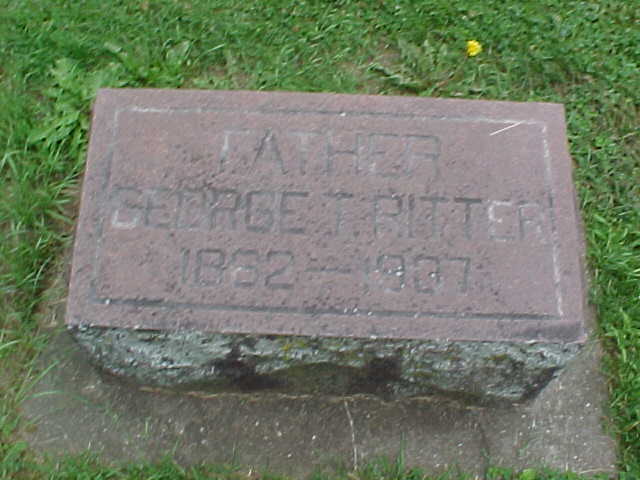 FATHER
GEORGE T. RITTER
1862–1937